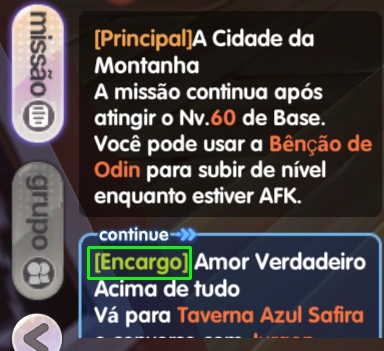 missão
grupo
[Principal]A Cidade da
Montanha
A missão continua após
atingir o Nv.60 de Base.
Você pode usar a Bênção de
Odin para subir de nível
enquanto estiver AFK.
continue
[Encargo] Amor Verdadeiro
Acima de tudo
Vá para Taverna Azul Safira